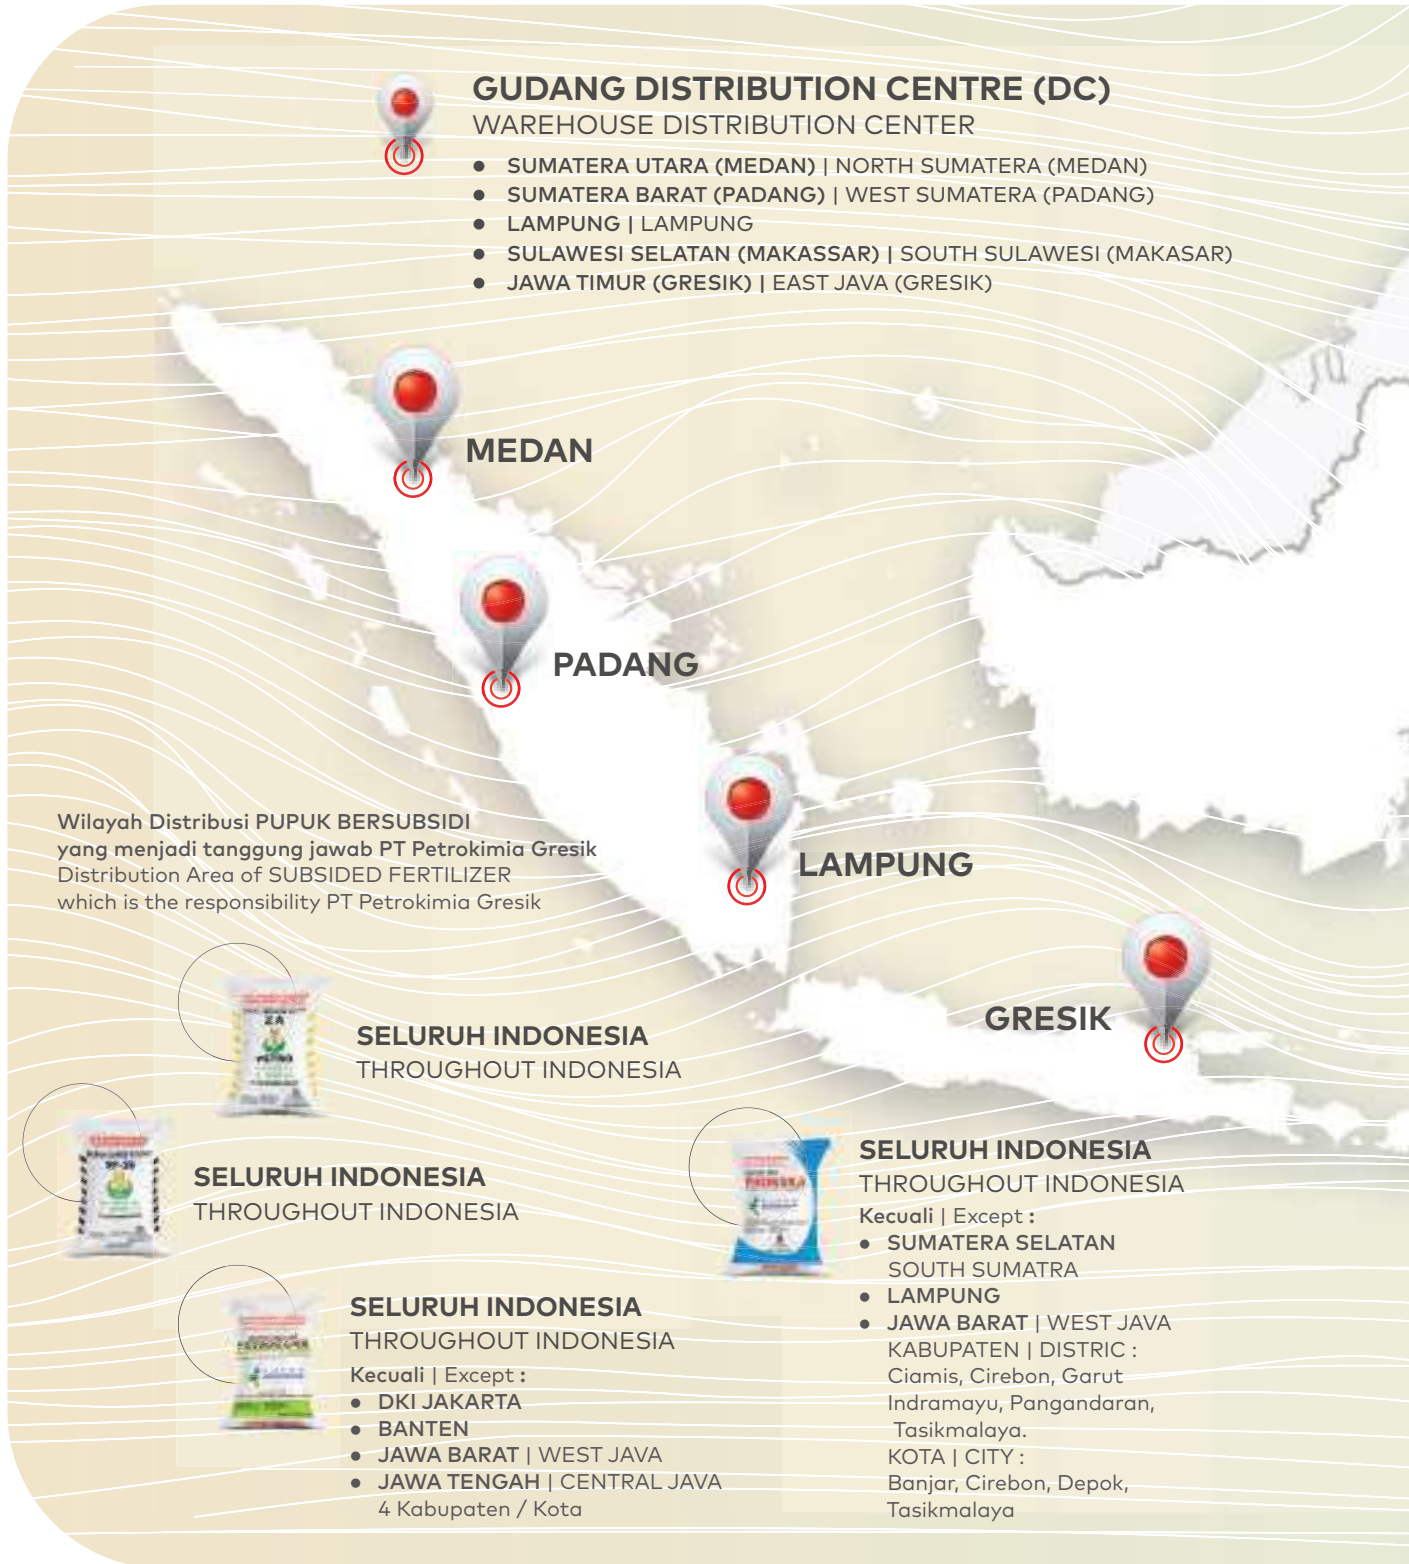 GUDANG DISTRIBUTION CENTRE (DC)
WAREHOUSE DISTRIBUTION CENTER
● SUMATERA UTARA (MEDAN) | NORTH SUMATERA (MEDAN)
● SUMATERA BARAT (PADANG) | WEST SUMATERA (PADANG)
● LAMPUNG | LAMPUNG
● SULAWESI SELATAN (MAKASSAR) | SOUTH SULAWESI (MAKASAR)
● JAWA TIMUR (GRESIK) | EAST JAVA (GRESIK)
MEDAN
PADANG
LAMPUNG
GRESIK
Wilayah Distribusi PUPUK BERSUBSIDI
yang menjadi tanggung jawab PT Petrokimia Gresik
Distribution Area of SUBSIDED FERTILIZER
which is the responsibility PT Petrokimia Gresik
ZA
SELURUH INDONESIA
THROUGHOUT INDONESIA
SELURUH INDONESIA
THROUGHOUT INDONESIA
SELURUH INDONESIA
THROUGHOUT INDONESIA
Kecuali | Except :
● DKI JAKARTA
● BANTEN
● JAWA BARAT | WEST JAVA
● JAWA TENGAH | CENTRAL JAVA
4 Kabupaten / Kota
SELURUH INDONESIA
THROUGHOUT INDONESIA
Kecuali | Except :
● SUMATERA SELATAN
SOUTH SUMATRA
● LAMPUNG
● JAWA BARAT | WEST JAVA
KABUPATEN | DISTRIC :
Ciamis, Cirebon, Garut
Indramayu, Pangandaran,
Tasikmalaya.
KOTA | CITY :
Banjar, Cirebon, Depok,
Tasikmalaya